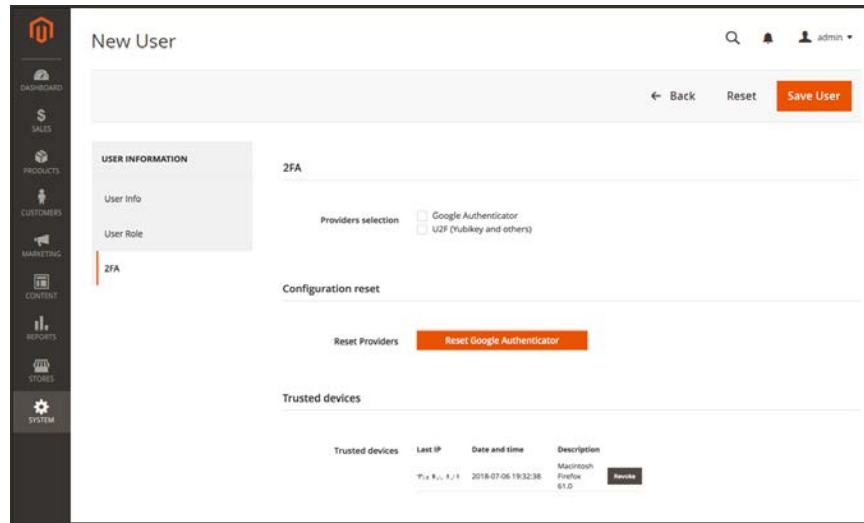 New User
admin
DASHBOARD
SALES
PRODUCTS
CUSTOMERS
MARKETING
CONTENT
REPORTS
STORES
SYSTEM
← Back Reset Save User
USER INFORMATION
User Info
User Role
2FA
2FA
Providers selection
Google Authenticator
U2F (Yubikey and others)
Configuration reset
Reset Providers Reset Google Authenticator
Trusted devices
Trusted devices Last IP Date and time Description
2018-07-06 19:32:38 Macintosh
Firefox
61.0
Revoke